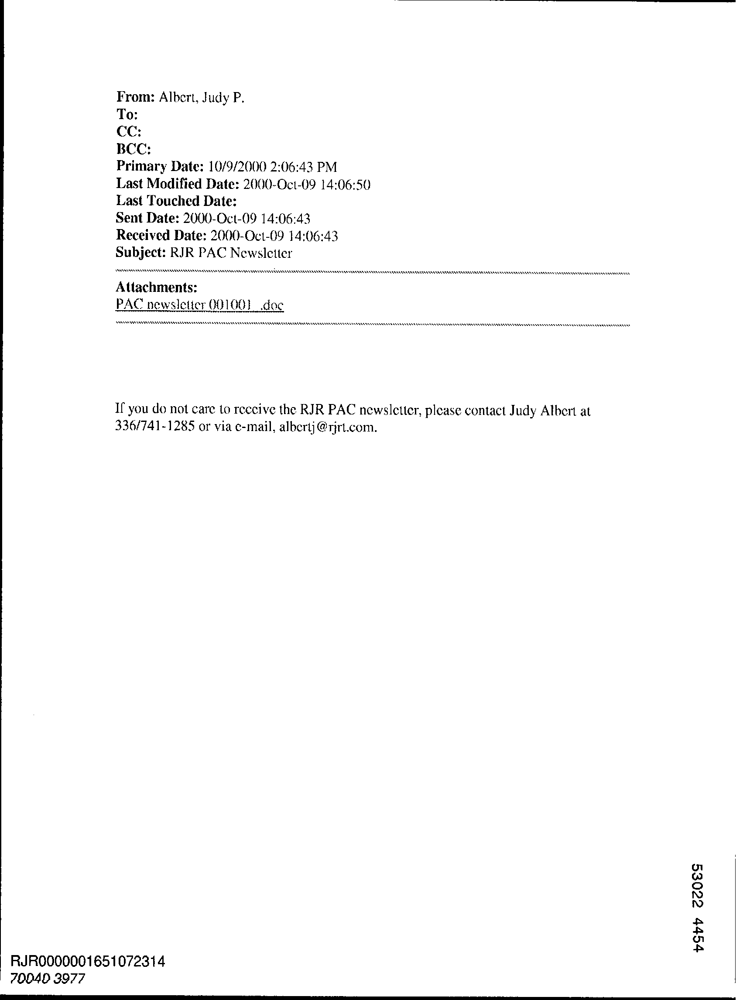 From: Albert, Judy P.
To:
CC:
BCC:
Primary Date: 10/9/2000 2:06:43 PM
Last Modified Date: 2000-Oct-09 14:06:50
Last Touched Date:
Sent Date: 2000-Oct-09 14:06:43
Received Date: 2000-Oct-09 14:06:43
Subject: RJR PAC Newsletter
Attachments:
PAC newsletter 001001 .doc
If you do not care to receive the RJR PAC newsletter, please contact Judy Albert at
336/741-1285 or via e-mail, albertj@rjrt.com.
53022 4454
RJR0000001651072314
70040 3977